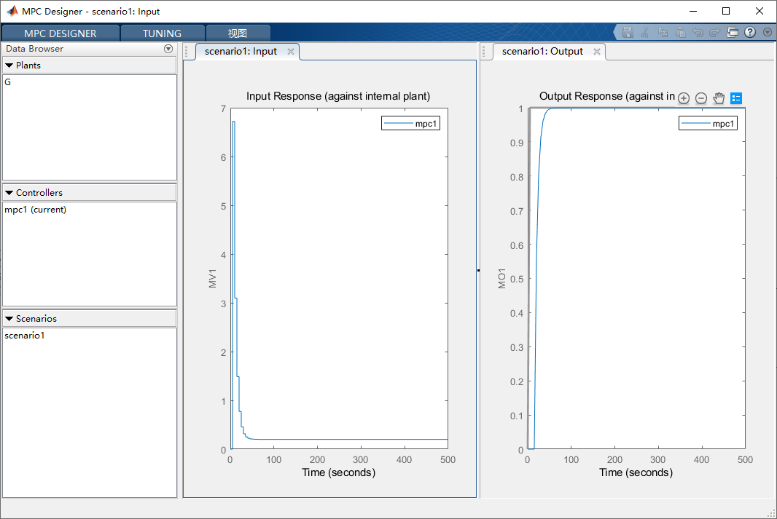 MPC Designer - scenario1: Input
MPC DESIGNER
TUNING
视图
Data Browser
Plants
G
Controllers
mpc1 (current)
Scenarios
scenario1
scenario1: Input
Input Response (against internal plant)
mpc1
7
6
5
4
3
2
1
0
MV1
0 100 200 300 400 500
Time (seconds)
scenario1: Output
Output Response (against in
mpc1
1
0.9
0.8
0.7
0.6
0.5
0.4
0.3
0.2
0.1
0
MO1
0 100 200 300 400 500
Time (seconds)